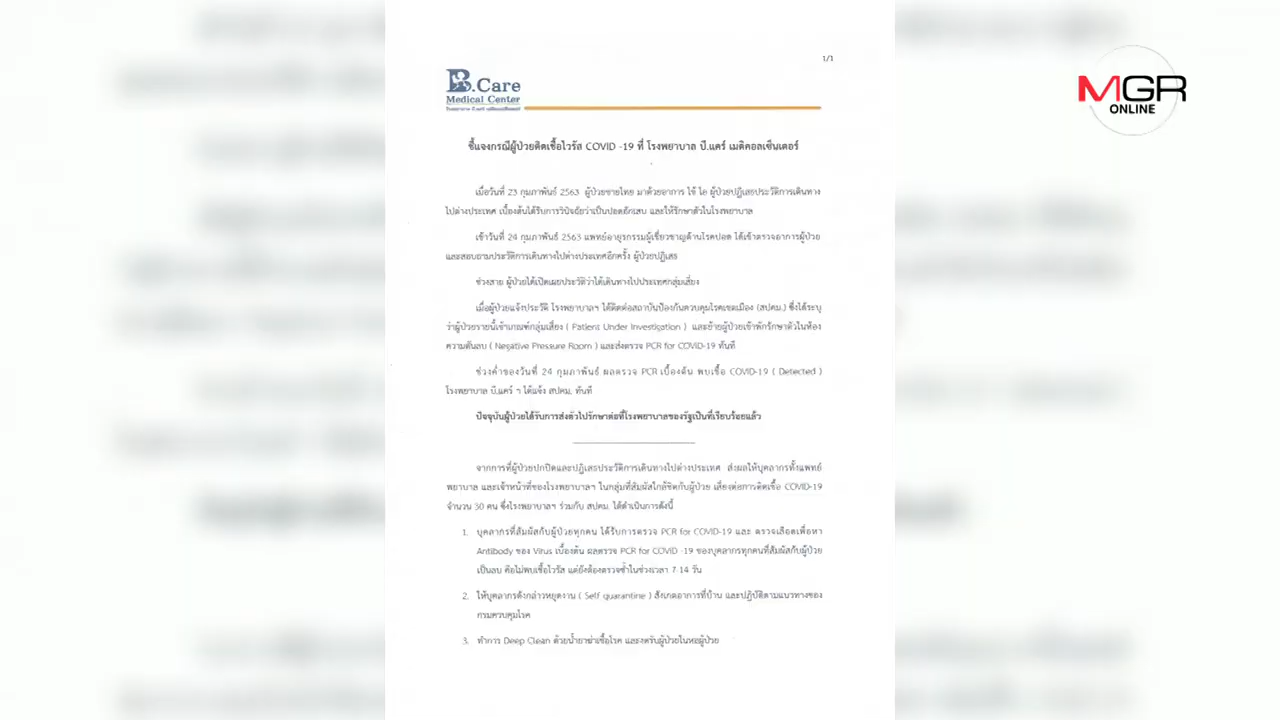 1/1
B.Care
Medical Center
MGR
ONLINE
ชี้แจงกรณีผู้ป่วยติดเชื้อไวรัส COVID -19 ที่ โรงพยาบาล บี.แคร์ เมดิคอลเซ็นเตอร์
เมื่อวันที่ 23 กุมภาพันธ์ 2563 ผู้ป่วยชายไทย มาด้วยอาการ ไข้ ไอ ผู้ป่วยปฏิเสธประวัติการเดินทาง
ไปต่างประเทศ เบื้องต้นได้รับการวินิจฉัยว่าเป็นปอดอักเสบ และให้รักษาตัวในโรงพยาบาล
เช้าวันที่ 24 กุมภาพันธ์ 2563 แพทย์อายุรกรรมผู้เชี่ยวชาญด้านโรคปอด ได้เข้าตรวจอาการผู้ป่วย
และสอบถามประวัติการเดินทางไปต่างประเทศอีกครั้ง ผู้ป่วยปฏิเสธ
ช่วงสาย ผู้ป่วยได้เปิดเผยประวัติว่าได้เดินทางไปประเทศกลุ่มเสี่ยง
เมื่อผู้ป่วยแจ้งประวัติ โรงพยาบาลฯ ได้ติดต่อสถาบันป้องกันควบคุมโรคเขตเมือง (สปคม.) ซึ่งได้ระบุ
ว่าผู้ป่วยรายนี้เข้าเกณฑ์กลุ่มเสี่ยง ( Patient Under Investigation ) และย้ายผู้ป่วยเข้าพักรักษาตัวในห้อง
ความดันลบ ( Negative Pressure Room ) และส่งตรวจ PCR for COVID-19 ทันที
ช่วงค่ำของวันที่ 24 กุมภาพันธ์ ผลตรวจ PCR เบื้องต้น พบเชื้อ COVID-19 ( Detected )
โรงพยาบาล บี.แคร์ ฯ ได้แจ้ง สปคม. ทันที
ปัจจุบันผู้ป่วยได้รับการส่งตัวไปรักษาต่อที่โรงพยาบาลของรัฐเป็นที่เรียบร้อยแล้ว
จากการที่ผู้ป่วยปกปิดและปฏิเสธประวัติการเดินทางไปต่างประเทศ ส่งผลให้บุคลากรทั้งแพทย์
พยาบาล และเจ้าหน้าที่ของโรงพยาบาลฯ ในกลุ่มที่สัมผัสใกล้ชิดกับผู้ป่วย เสี่ยงต่อการติดเชื้อ COVID-19
จำนวน 30 คน ซึ่งโรงพยาบาลฯ ร่วมกับ สปคม. ได้ดำเนินการดังนี้
1. บุคลากรที่สัมผัสกับผู้ป่วยทุกคน ได้รับการตรวจ PCR for COVID-19 และ ตรวจเลือดเพื่อหา
Antibody ของ Virus เบื้องต้น ผลตรวจ PCR for COVID -19 ของบุคลากรทุกคนที่สัมผัสกับผู้ป่วย
เป็นลบ คือไม่พบเชื้อไวรัส แต่ยังต้องตรวจซ้ำในช่วงเวลา 7-14 วัน
2. ให้บุคลากรดังกล่าวหยุดงาน ( Self quarantine ) สังเกตอาการที่บ้าน และปฏิบัติตามแนวทางของ
กรมควบคุมโรค
3. ทำการ Deep Clean ด้วยน้ำยาฆ่าเชื้อโรค และงดรับผู้ป่วยในหอผู้ป่วย